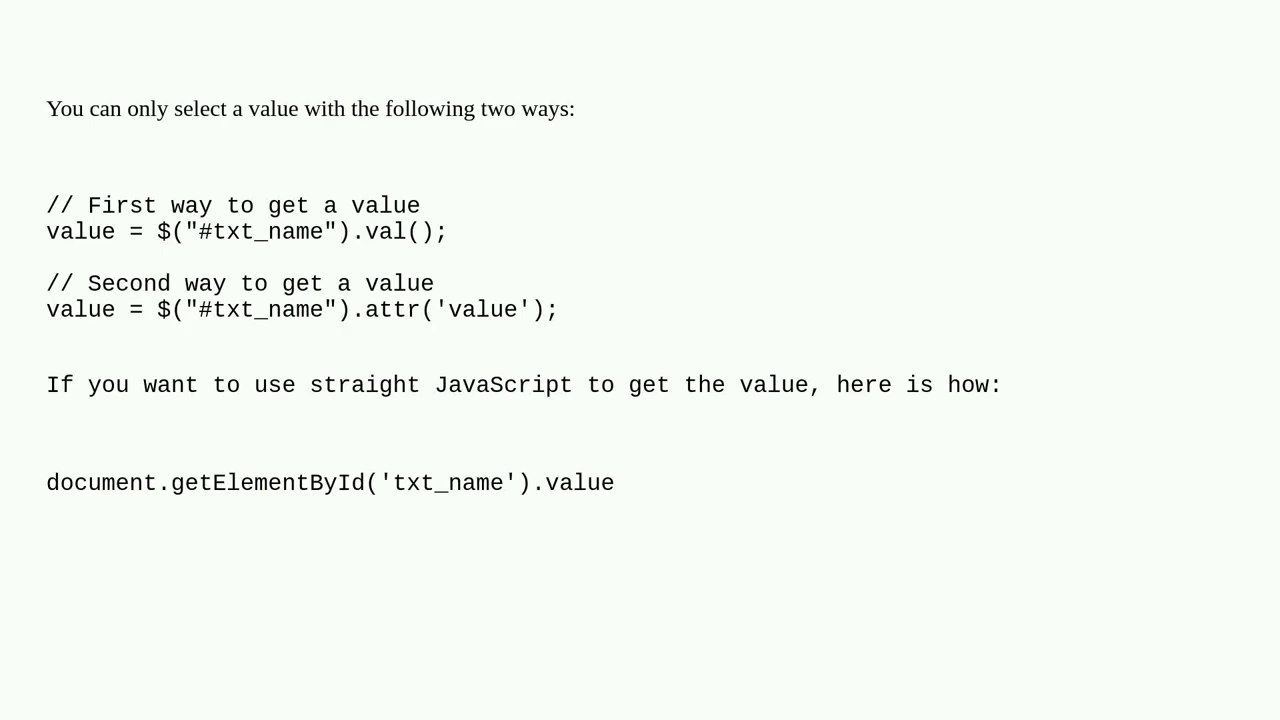 You can only select a value with the following two ways:
// First way to get a value
value = $("#txt_name").val();
// Second way to get a value
value = $("#txt_name").attr('value');
If you want to use straight JavaScript to get the value, here is how:
document.getElementById('txt_name').value